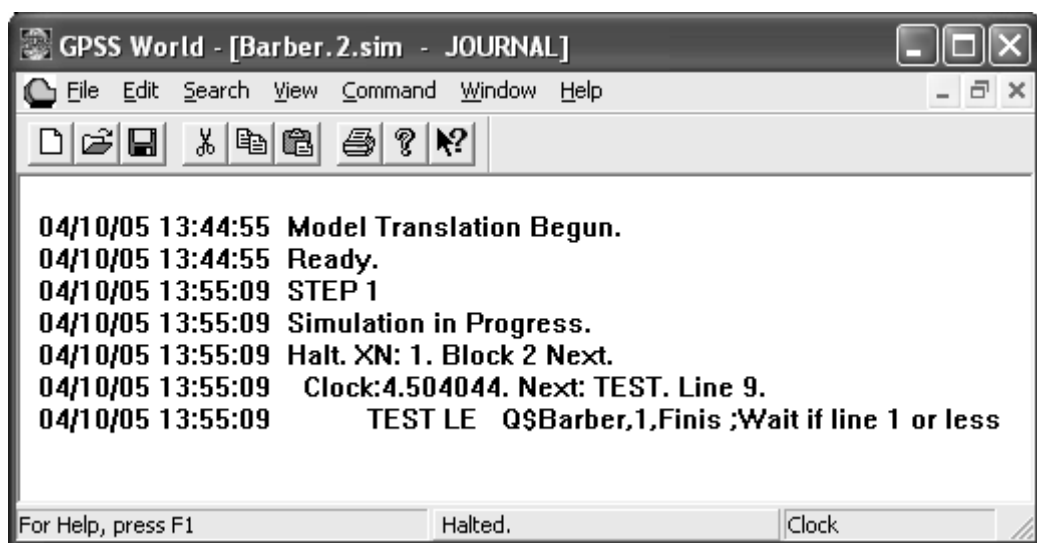 GPSS World - [Barber.2.sim - JOURNAL]
File Edit Search View Command Window Help
04/10/05 13:44:55 Model Translation Begun.
04/10/05 13:44:55 Ready.
04/10/05 13:55:09 STEP 1
04/10/05 13:55:09 Simulation in Progress.
04/10/05 13:55:09 Halt. XN: 1. Block 2 Next.
04/10/05 13:55:09 Clock:4.504044. Next: TEST. Line 9.
04/10/05 13:55:09 TEST LE Q$Barber,1,Finis ;Wait if line 1 or less
For Help, press F1 Halted. Clock